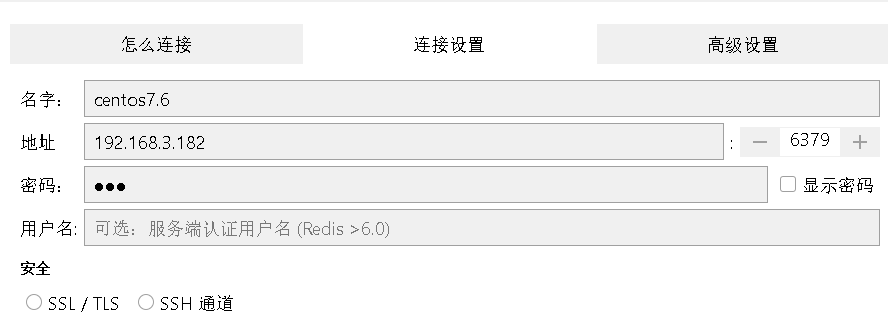 怎么连接 连接设置 高级设置
名字： centos7.6
地址 192.168.3.182 : 6379
密码： ●●● 显示密码
用户名: 可选：服务端认证用户名 (Redis >6.0)
安全
SSL / TLS SSH 通道